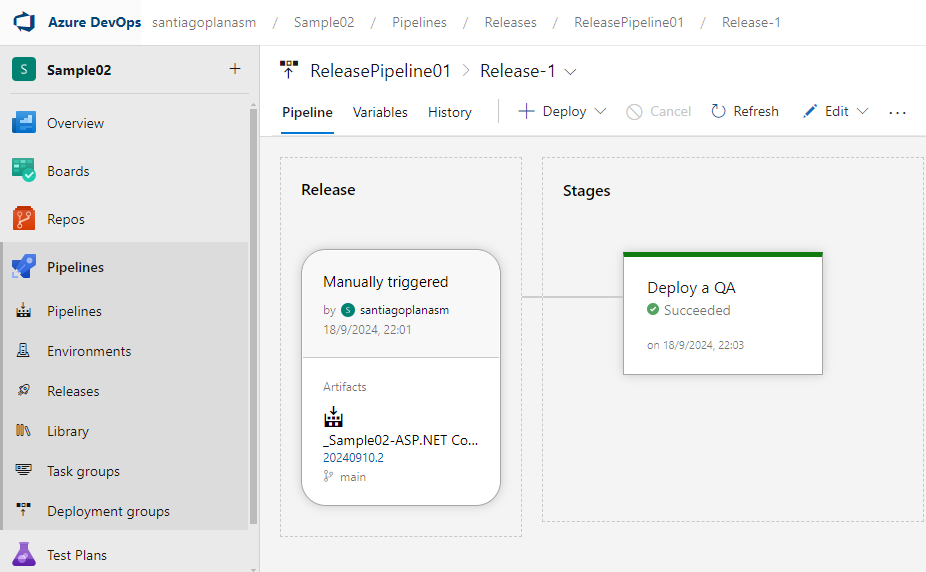 Azure DevOps santiagoplanasm / Sample02 / Pipelines / Releases / ReleasePipeline01 / Release-1
S Sample02 +
Overview
Boards
Repos
Pipelines
Pipelines
Environments
Releases
Library
Task groups
Deployment groups
Test Plans
ReleasePipeline01 > Release-1
Pipeline Variables History + Deploy Cancel Refresh Edit ...
Release
Manually triggered
by S santiagoplanasm
18/9/2024, 22:01
Artifacts
_Sample02-ASP.NET Co...
20240910.2
main
Stages
Deploy a QA
Succeeded
on 18/9/2024, 22:03